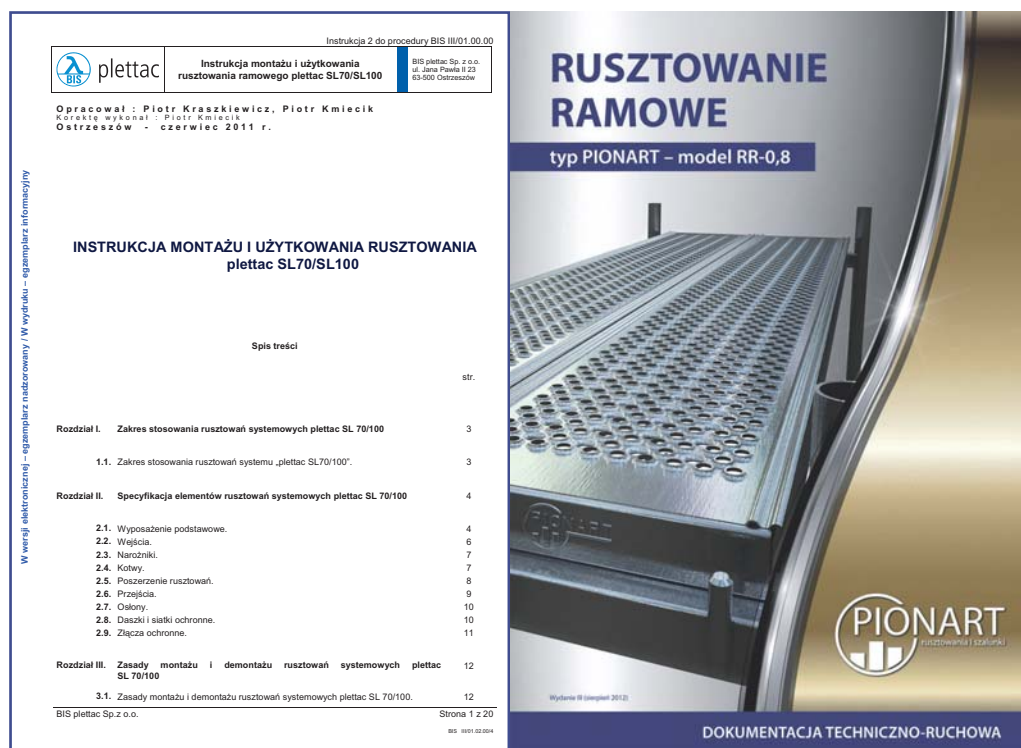 Instrukcja 2 do procedury BIS III/01.00.00
BIS
plettac
Instrukcja montażu i użytkowania
rusztowania ramowego plettac SL70/SL100
BIS plettac Sp. z o.o.
ul. Jana Pawła II 23
63-500 Ostrzeszów
Opracował : Piotr Kraszkiewicz, Piotr Kmiecik
Korektę wykonał : Piotr Kmiecik
Ostrzeszów - czerwiec 2011 r.
W wersji elektronicznej – egzemplarz nadzorowany / W wydruku – egzemplarz informacyjny
INSTRUKCJA MONTAŻU I UŻYTKOWANIA RUSZTOWANIA
plettac SL70/SL100
Spis treści
str.
Rozdział I. Zakres stosowania rusztowań systemowych plettac SL 70/100 3
1.1. Zakres stosowania rusztowań systemu „plettac SL70/100”. 3
Rozdział II. Specyfikacja elementów rusztowań systemowych plettac SL 70/100 4
2.1. Wyposażenie podstawowe. 4
2.2. Wejścia. 6
2.3. Narożniki. 7
2.4. Kotwy. 7
2.5. Poszerzenie rusztowań. 8
2.6. Przejścia. 9
2.7. Osłony. 10
2.8. Daszki i siatki ochronne. 10
2.9. Złącza ochronne. 11
Rozdział III. Zasady montażu i demontażu rusztowań systemowych plettac 12
SL 70/100
3.1. Zasady montażu i demontażu rusztowań systemowych plettac SL 70/100. 12
BIS plettac Sp.z o.o. Strona 1 z 20
BIS III/01.02.00/4
RUSZTOWANIE
RAMOWE
typ PIONART – model RR-0,8
PIONART
PIONART
rusztowania i szalunki
Wydanie III (sierpień 2012)
DOKUMENTACJA TECHNICZNO-RUCHOWA